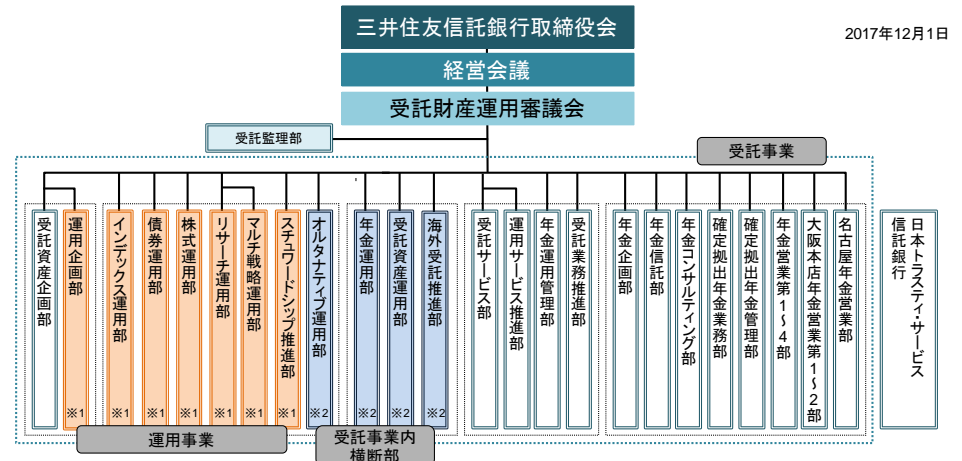 三井住友信託銀行取締役会
2017年12月1日
経営会議
受託財産運用審議会
受託監理部
受託事業
受託資産企画部
運用企画部
※1
インデックス運用部
※1
債券運用部
※1
株式運用部
※1
リサーチ運用部
※1
マルチ戦略運用部
※1
スチュワードシップ推進部
※1
オルタナティブ運用部
※2
年金運用部
※2
受託資産運用部
※2
海外受託推進部
※2
受託サービス部
運用サービス推進部
年金運用管理部
受託業務推進部
年金企画部
年金信託部
年金コンサルティング部
確定拠出年金業務部
確定拠出年金管理部
年金営業第1~4部
大阪本店年金営業第1~2部
名古屋年金営業部
日本トラスティ・サービス
信託銀行
運用事業
受託事業内
横断部